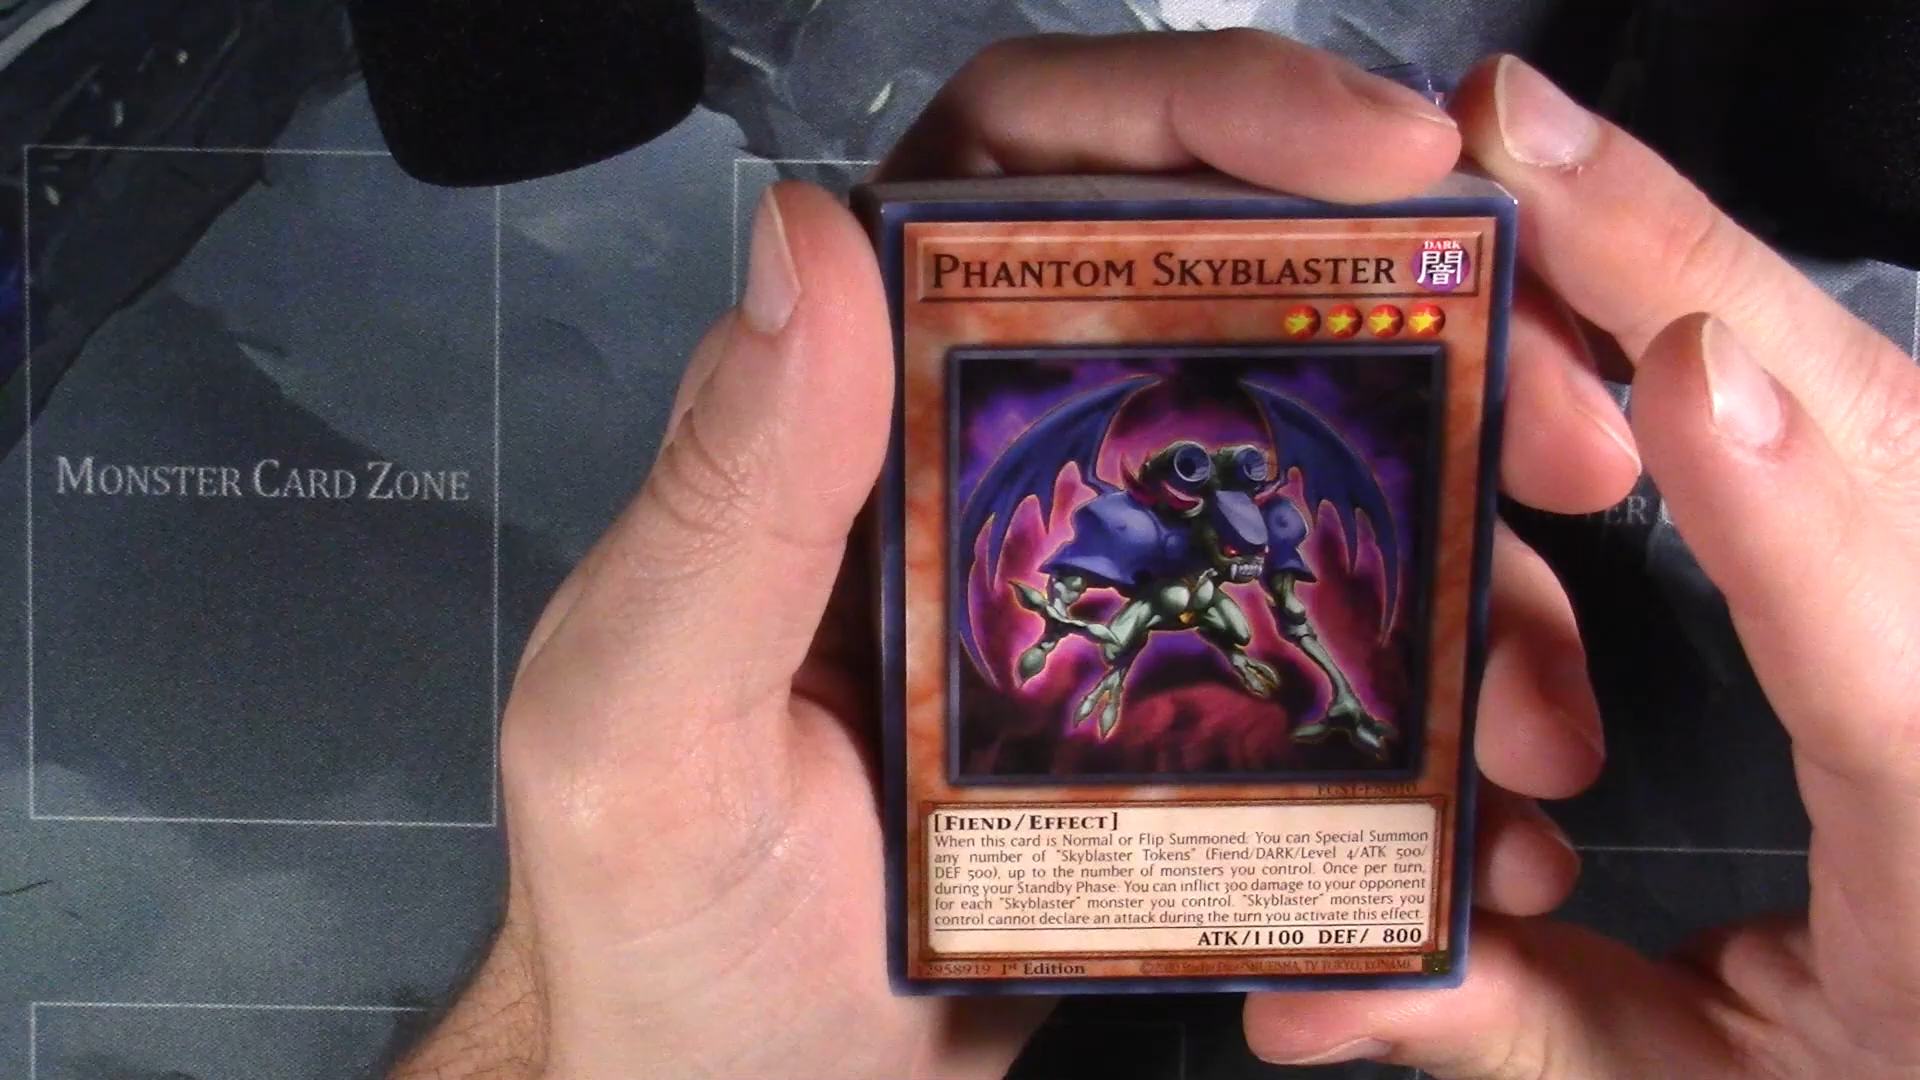 MONSTER CARD ZONE
PHANTOM SKYBLASTER
DARK
闇
[FIEND/EFFECT]
When this card is Normal or Flip Summoned: You can Special Summon
any number of "Skyblaster Tokens" (Fiend/DARK/Level 4/ATK 500/
DEF 500), up to the number of monsters you control. Once per turn,
during your Standby Phase: You can inflict 300 damage to your opponent
for each "Skyblaster" monster you control. "Skyblaster" monsters you
control cannot declare an attack during the turn you activate this effect.
ATK/1100 DEF/ 800
1st Edition